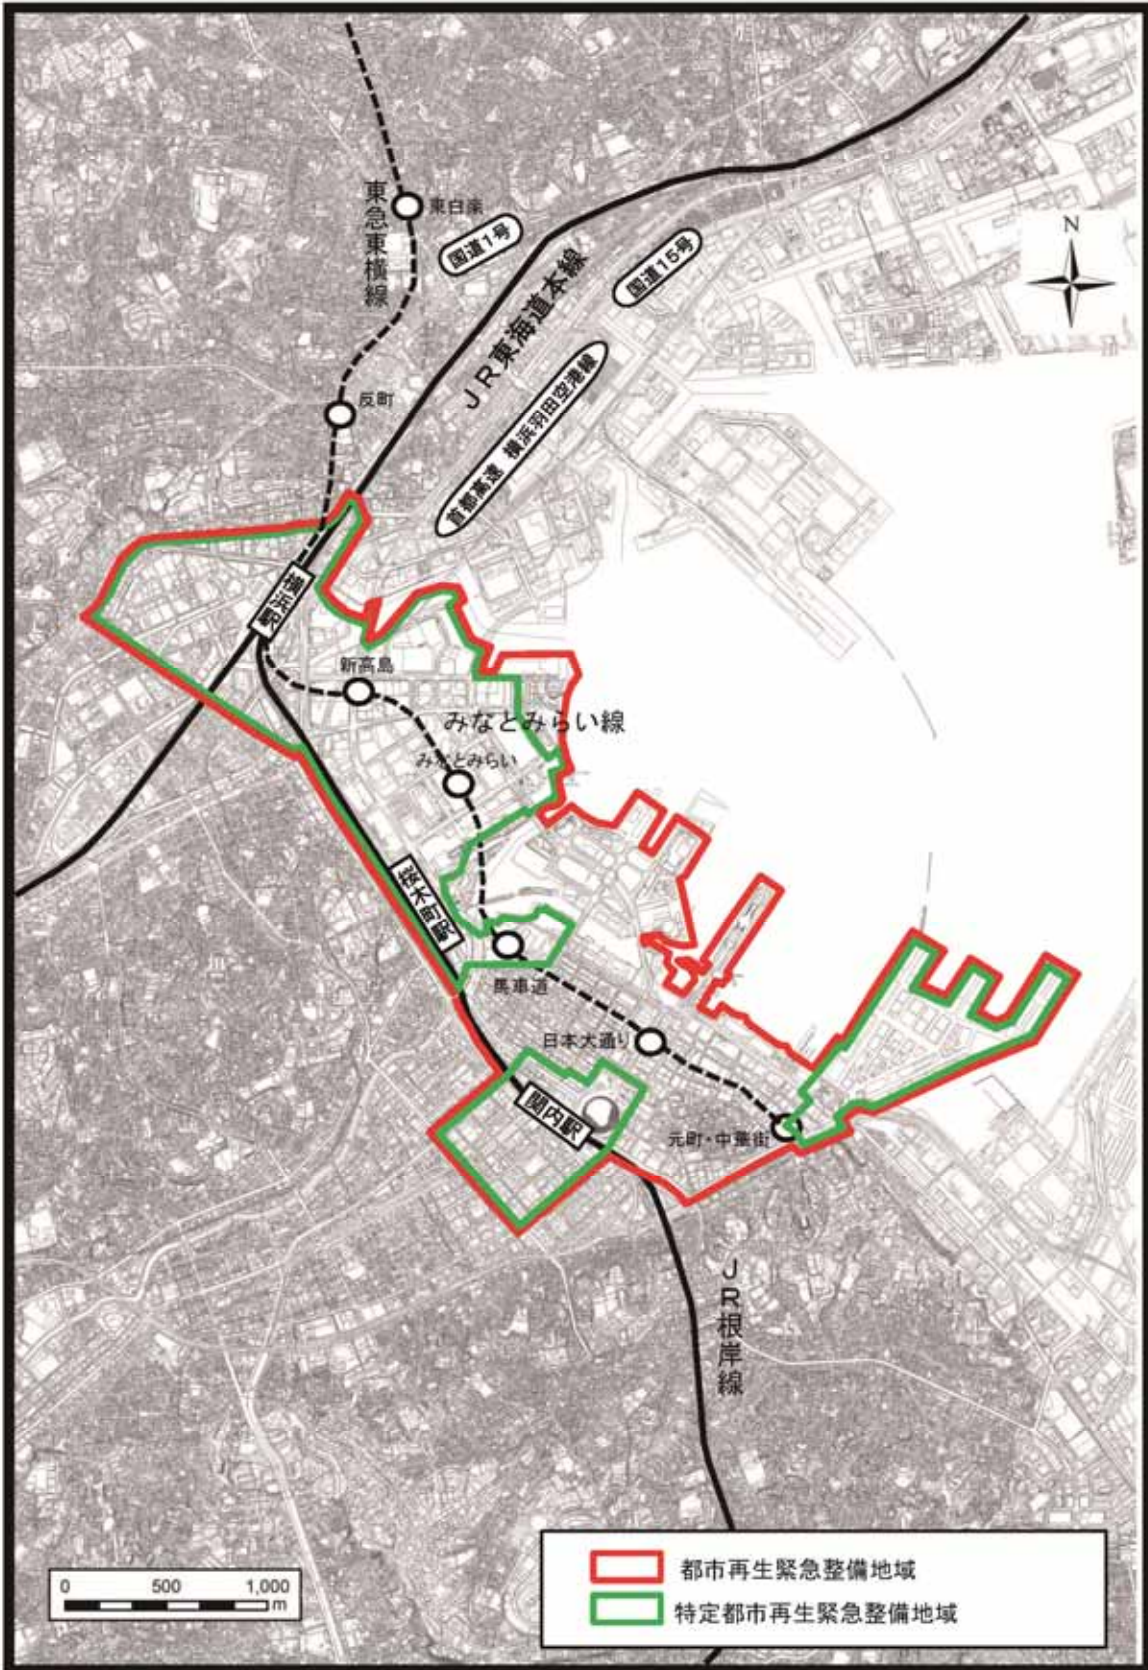 東急東横線
東白楽
国道1号
N
国道15号
JR東海道本線
首都高速 横浜羽田空港線
反町
横浜駅
新高島
みなとみらい線
みなとみらい
桜木町駅
馬車道
日本大通り
関内駅
元町・中華街
JR根岸線
0 500 1,000
m
都市再生緊急整備地域
特定都市再生緊急整備地域